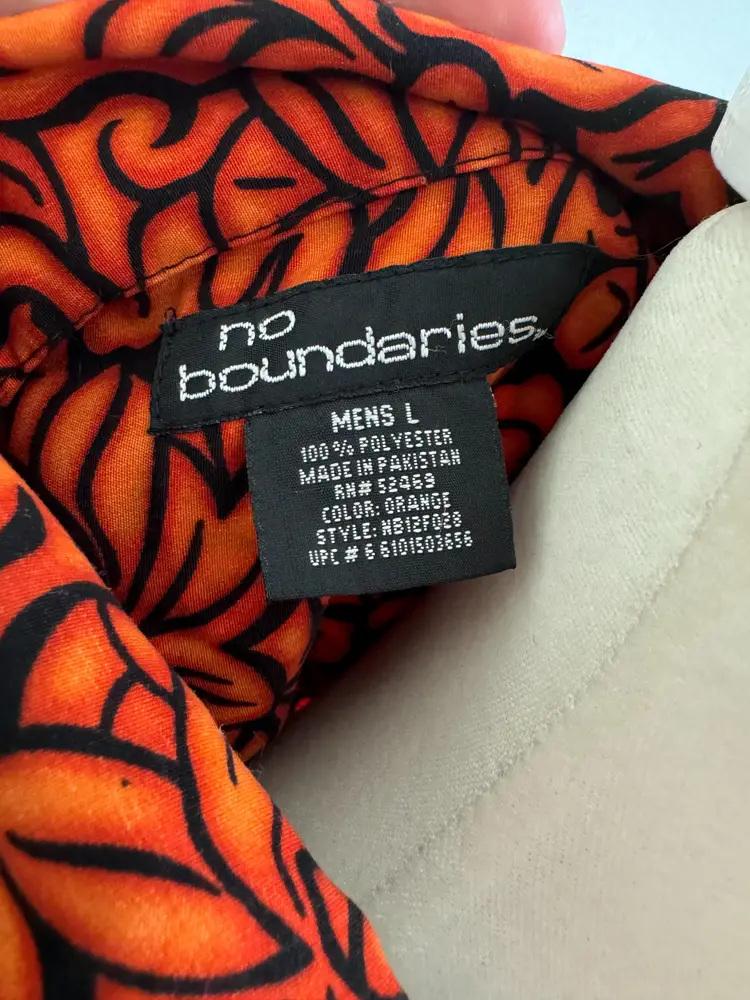 no
boundaries
MENS L
100% POLYESTER
MADE IN PAKISTAN
RN# 52469
COLOR: ORANGE
STYLE: NB12F028
UPC # 6 6101503656